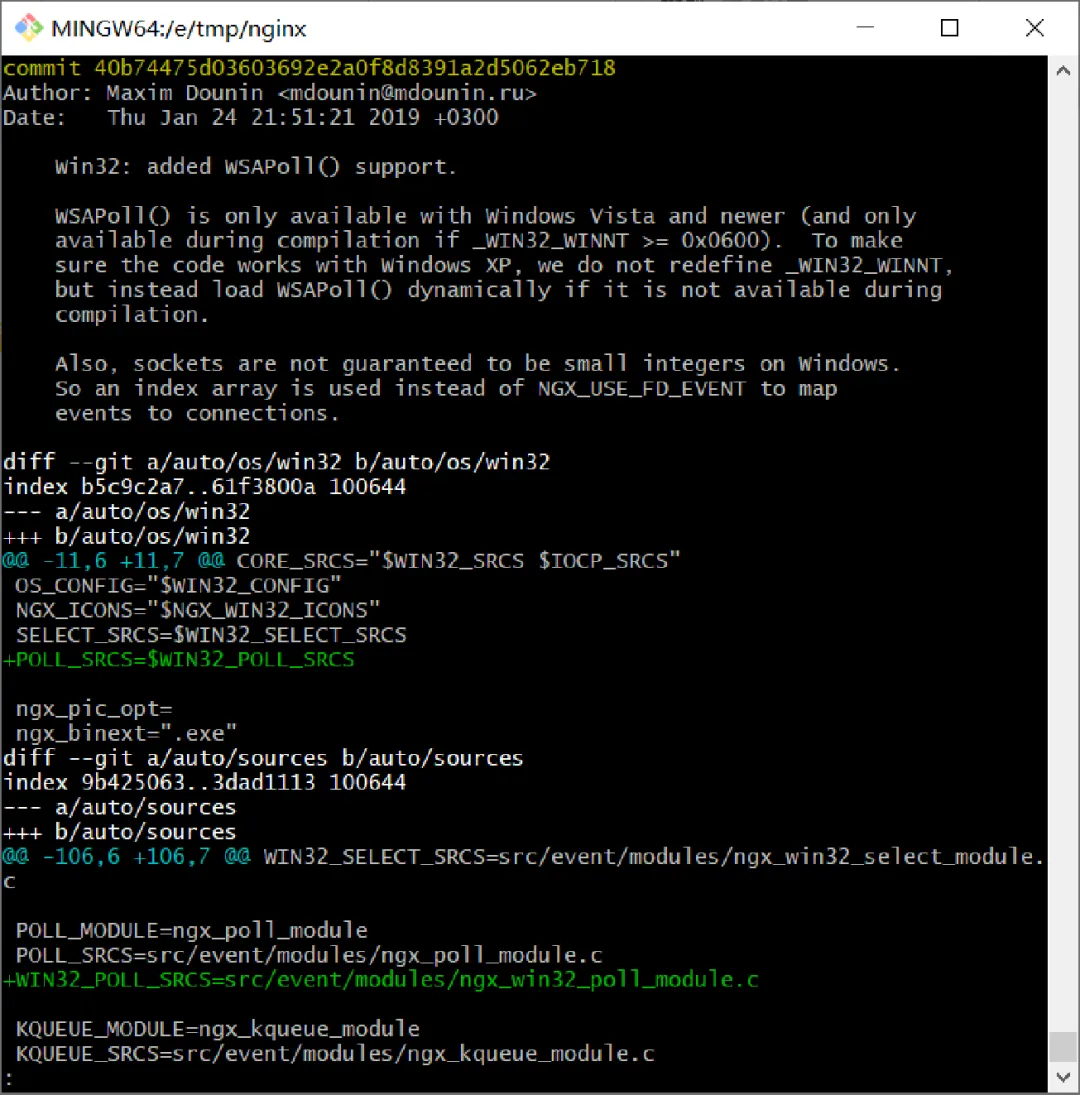 MINGW64:/e/tmp/nginx
commit 40b74475d03603692e2a0f8d8391a2d5062eb718
Author: Maxim Dounin <mdounin@mdounin.ru>
Date:   Thu Jan 24 21:51:21 2019 +0300
    Win32: added WSAPoll() support.
    WSAPoll() is only available with Windows Vista and newer (and only
    available during compilation if _WIN32_WINNT >= 0x0600).  To make
    sure the code works with Windows XP, we do not redefine _WIN32_WINNT,
    but instead load WSAPoll() dynamically if it is not available during
    compilation.
    Also, sockets are not guaranteed to be small integers on Windows.
    So an index array is used instead of NGX_USE_FD_EVENT to map
    events to connections.
diff --git a/auto/os/win32 b/auto/os/win32
index b5c9c2a7..61f3800a 100644
--- a/auto/os/win32
+++ b/auto/os/win32
@@ -11,6 +11,7 @@ CORE_SRCS="$WIN32_SRCS $IOCP_SRCS"
 OS_CONFIG="$WIN32_CONFIG"
 NGX_ICONS="$NGX_WIN32_ICONS"
 SELECT_SRCS=$WIN32_SELECT_SRCS
+POLL_SRCS=$WIN32_POLL_SRCS
 ngx_pic_opt=
 ngx_binext=".exe"
diff --git a/auto/sources b/auto/sources
index 9b425063..3dad1113 100644
--- a/auto/sources
+++ b/auto/sources
@@ -106,6 +106,7 @@ WIN32_SELECT_SRCS=src/event/modules/ngx_win32_select_module.
c
 POLL_MODULE=ngx_poll_module
 POLL_SRCS=src/event/modules/ngx_poll_module.c
+WIN32_POLL_SRCS=src/event/modules/ngx_win32_poll_module.c
 KQUEUE_MODULE=ngx_kqueue_module
 KQUEUE_SRCS=src/event/modules/ngx_kqueue_module.c
: